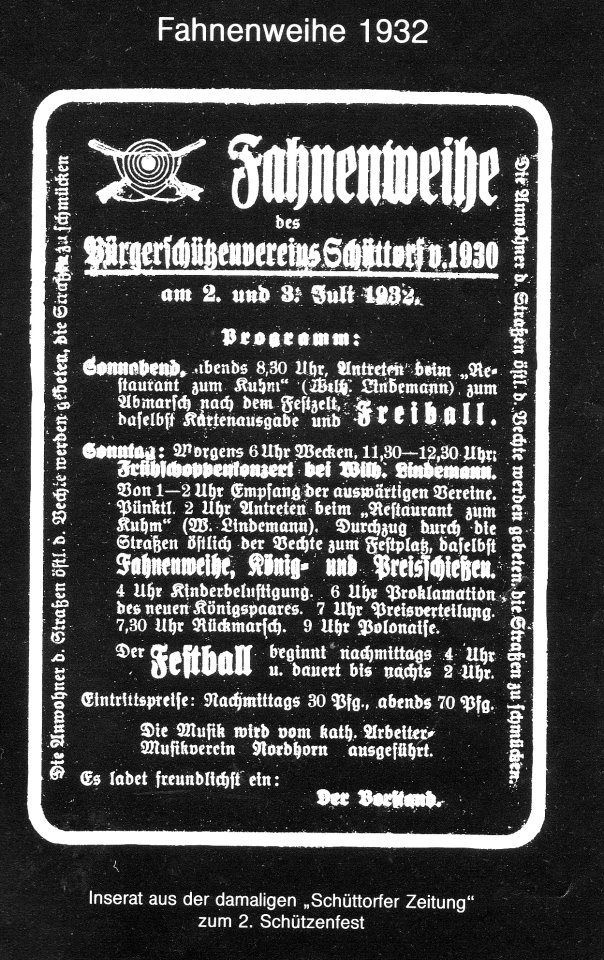 Fahnenweihe 1932
Fahnenweihe
des
Bürgerschützenvereins Schüttorf v. 1930
am 2. und 3. Juli 1932.
Programm:
Sonnabend, abends 8,30 Uhr, Antreten beim „Re-
staurant zum Kuhm“ (Wilh. Lindemann) zum
Abmarsch nach dem Festzelt,
daselbst Kartenausgabe und Freiball.
Sonntag: Morgens 6 Uhr Wecken, 11,30—12,30 Uhr:
Frühschoppenkonzert bei Wilh. Lindemann.
Von 1—2 Uhr Empfang der auswärtigen Vereine.
Pünktl. 2 Uhr Antreten beim „Restaurant zum
Kuhm“ (W. Lindemann). Durchzug durch die
Straßen östlich der Vechte zum Festplatz, daselbst
Fahnenweihe, König- und Preisschießen.
4 Uhr Kinderbelustigung. 6 Uhr Proklamation
des neuen Königspaares. 7 Uhr Preisverteilung.
7,30 Uhr Rückmarsch. 9 Uhr Polonaise.
Der Festball beginnt nachmittags 4 Uhr
u. dauert bis nachts 2 Uhr.
Eintrittspreise: Nachmittags 30 Pfg., abends 70 Pfg.
Die Musik wird vom kath. Arbeiter-
Musikverein Nordhorn ausgeführt.
Es ladet freundlichst ein:
Der Vorstand.
Die Anwohner d. Straßen östl. d. Vechte werden gebeten, die Straßen zu schmücken
Die Anwohner d. Straßen östl. d. Vechte werden gebeten, die Straßen zu schmücken.
Inserat aus der damaligen „Schüttorfer Zeitung“
zum 2. Schützenfest